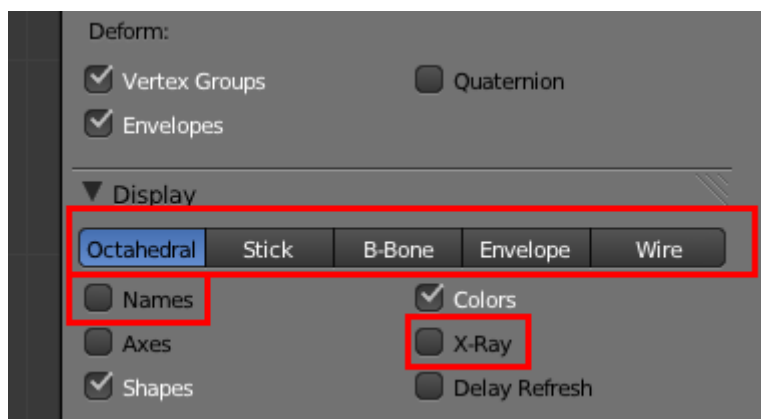 Deform:
Vertex Groups Quaternion
Envelopes
Display
Octahedral Stick B-Bone Envelope Wire
Names Colors
Axes X-Ray
Shapes Delay Refresh